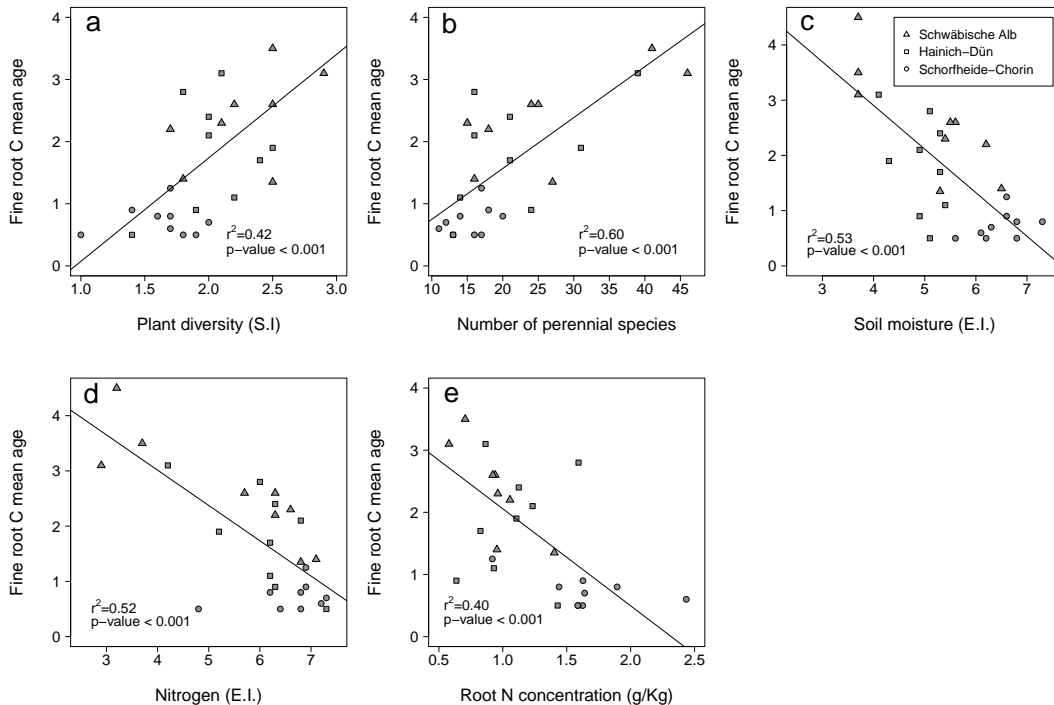 a
Fine root C mean age
4
3
2
1
0
1.0 1.5 2.0 2.5 3.0
Plant diversity (S.I)
r2=0.42
p−value < 0.001
b
Fine root C mean age
4
3
2
1
0
10 15 20 25 30 35 40 45
Number of perennial species
r2=0.60
p−value < 0.001
c
Schwäbische Alb
Hainich−Dün
Schorfheide−Chorin
Fine root C mean age
4
3
2
1
0
3 4 5 6 7
Soil moisture (E.I.)
r2=0.53
p−value < 0.001
d
Fine root C mean age
4
3
2
1
0
3 4 5 6 7
Nitrogen (E.I.)
r2=0.52
p−value < 0.001
e
Fine root C mean age
4
3
2
1
0
0.5 1.0 1.5 2.0 2.5
Root N concentration (g/Kg)
r2=0.40
p−value < 0.001